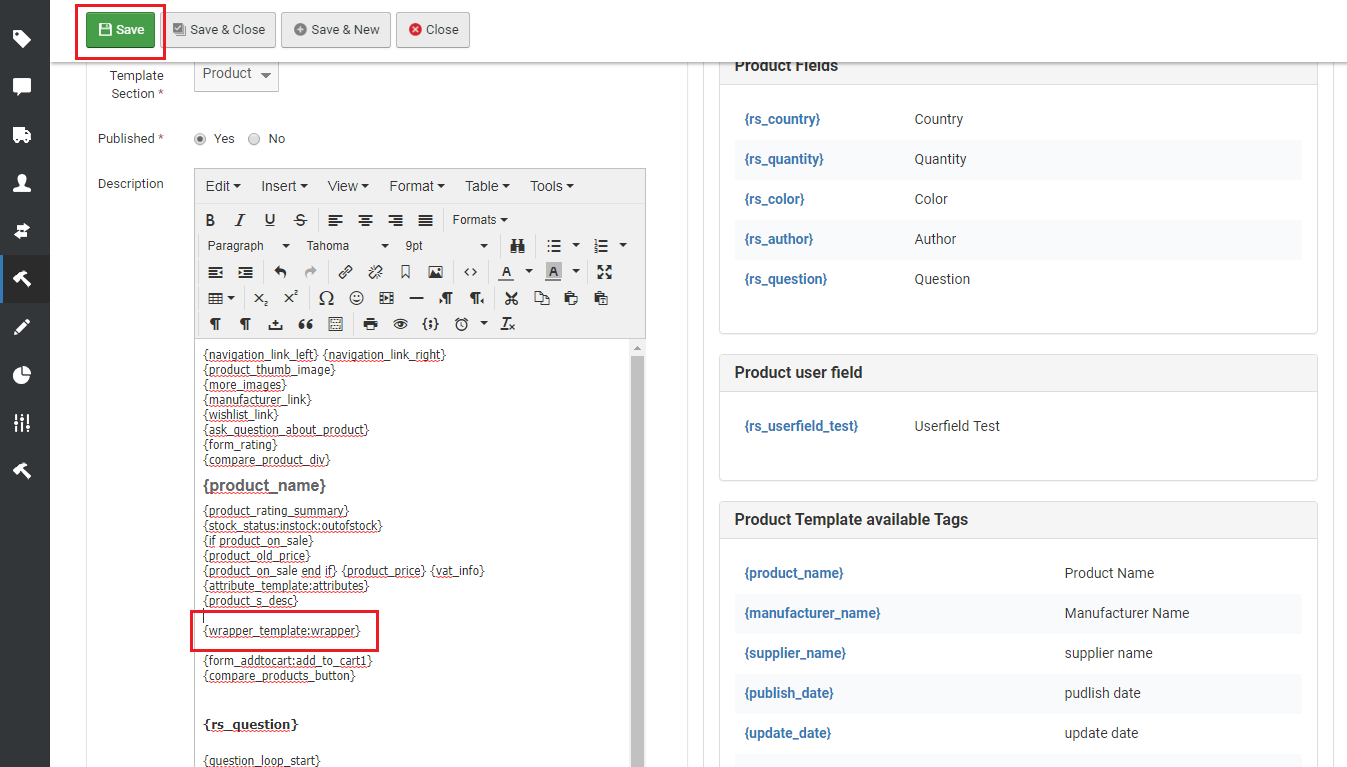 Save
Save & Close
Save & New
Close
Template Section *
Product
Published *
Yes
No
Description
Edit
Insert
View
Format
Table
Tools
B I U S
Formats
Paragraph
Tahoma
9pt
{navigation_link_left} {navigation_link_right}
{product_thumb_image}
{more_images}
{manufacturer_link}
{wishlist_link}
{ask_question_about_product}
{form_rating}
{compare_product_div}
{product_name}
{product_rating_summary}
{stock_status:instock:outofstock}
{if product_on_sale}
{product_old_price}
{product_on_sale end if} {product_price} {vat_info}
{attribute_template:attributes}
{product_s_desc}
{wrapper_template:wrapper}
{form_addtocart:add_to_cart1}
{compare_products_button}
{rs_question}
{question_loop_start}
Product Fields
{rs_country} Country
{rs_quantity} Quantity
{rs_color} Color
{rs_author} Author
{rs_question} Question
Product user field
{rs_userfield_test} Userfield Test
Product Template available Tags
{product_name} Product Name
{manufacturer_name} Manufacturer Name
{supplier_name} supplier name
{publish_date} pudlish date
{update_date} update date